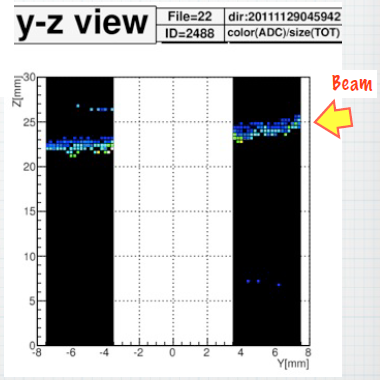 y-z view
File=22 dir:20111129045942
ID=2488 color(ADC)/size(TOT)
Beam
Z[mm]
30
25
20
15
10
5
0
-8 -6 -4 -2 0 2 4 6 8
Y[mm]